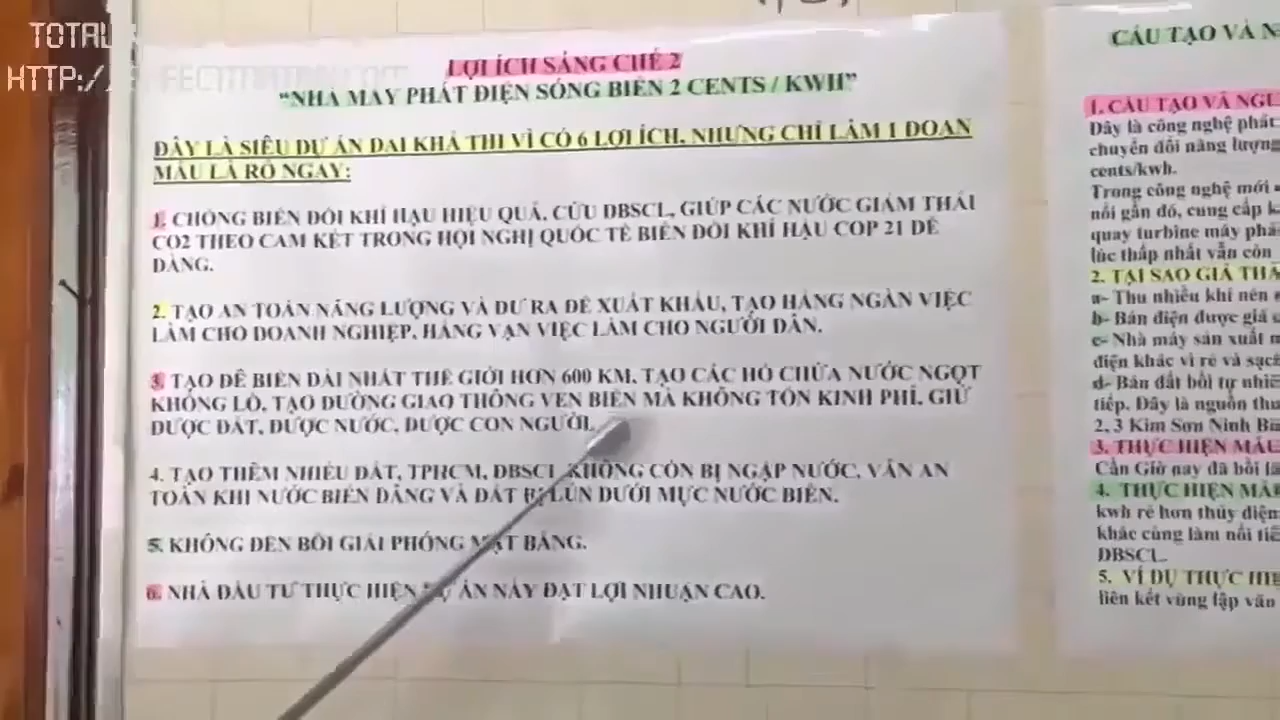 LỢI ÍCH SÁNG CHẾ 2
“NHÀ MÁY PHÁT ĐIỆN SÓNG BIỂN 2 CENTS / KWH”
ĐÂY LÀ SIÊU DỰ ÁN ĐẠI KHẢ THI VÌ CÓ 6 LỢI ÍCH, NHƯNG CHỈ LÀM 1 ĐOẠN
MẪU LÀ RÕ NGAY:
1. CHỐNG BIẾN ĐỔI KHÍ HẬU HIỆU QUẢ, CỨU ĐBSCL, GIÚP CÁC NƯỚC GIẢM THẢI
CO2 THEO CAM KẾT TRONG HỘI NGHỊ QUỐC TẾ BIẾN ĐỔI KHÍ HẬU COP 21 DỄ
DÀNG.
2. TẠO AN TOÀN NĂNG LƯỢNG VÀ DƯ RA ĐỂ XUẤT KHẨU, TẠO HÀNG NGÀN VIỆC
LÀM CHO DOANH NGHIỆP, HÀNG VẠN VIỆC LÀM CHO NGƯỜI DÂN.
3. TẠO ĐÊ BIỂN DÀI NHẤT THẾ GIỚI HƠN 600 KM, TẠO CÁC HỒ CHỨA NƯỚC NGỌT
KHỔNG LỒ, TẠO ĐƯỜNG GIAO THÔNG VEN BIỂN MÀ KHÔNG TỐN KINH PHÍ, GIỮ
ĐƯỢC ĐẤT, ĐƯỢC NƯỚC, ĐƯỢC CON NGƯỜI.
4. TẠO THÊM NHIỀU ĐẤT, TPHCM, ĐBSCL KHÔNG CÒN BỊ NGẬP NƯỚC, VẪN AN
TOÀN KHI NƯỚC BIỂN DÂNG VÀ ĐẤT BỊ LÚN DƯỚI MỰC NƯỚC BIỂN.
5. KHÔNG ĐỀN BÙ GIẢI PHÓNG MẶT BẰNG.
6. NHÀ ĐẦU TƯ THỰC HIỆN DỰ ÁN NÀY ĐẠT LỢI NHUẬN CAO.
CẤU TẠO VÀ
1. CẤU TẠO VÀ
Đây là công nghệ phát
chuyển đổi năng lượng
cents/kwh.
Trong công nghệ mới
nổi gần đó, cung cấp
quay turbine máy phát
lúc thấp nhất vẫn còn
2. TẠI SAO GIÁ
a- Thu nhiều khí nén
b- Bán điện được giá
c- Nhà máy sản xuất
điện khác vì rẻ và sạch
d- Bán đất bồi tự
tiếp. Đây là nguồn thu
2, 3 Kim Sơn Ninh
3. THỰC HIỆN MẪU
Cần Giờ nay đã bồi
4. THỰC HIỆN
kwh rẻ hơn thủy điện
khác cũng làm nổi
ĐBSCL.
5. VÍ DỤ THỰC
liên kết vùng lập văn